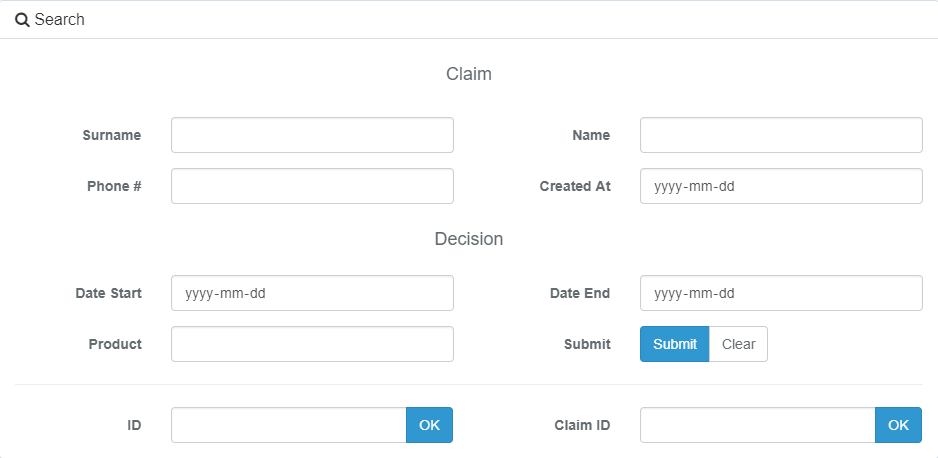 Search
Claim
Surname Name
Phone # Created At yyyy-mm-dd
Decision
Date Start yyyy-mm-dd Date End yyyy-mm-dd
Product Submit Submit Clear
ID OK Claim ID OK